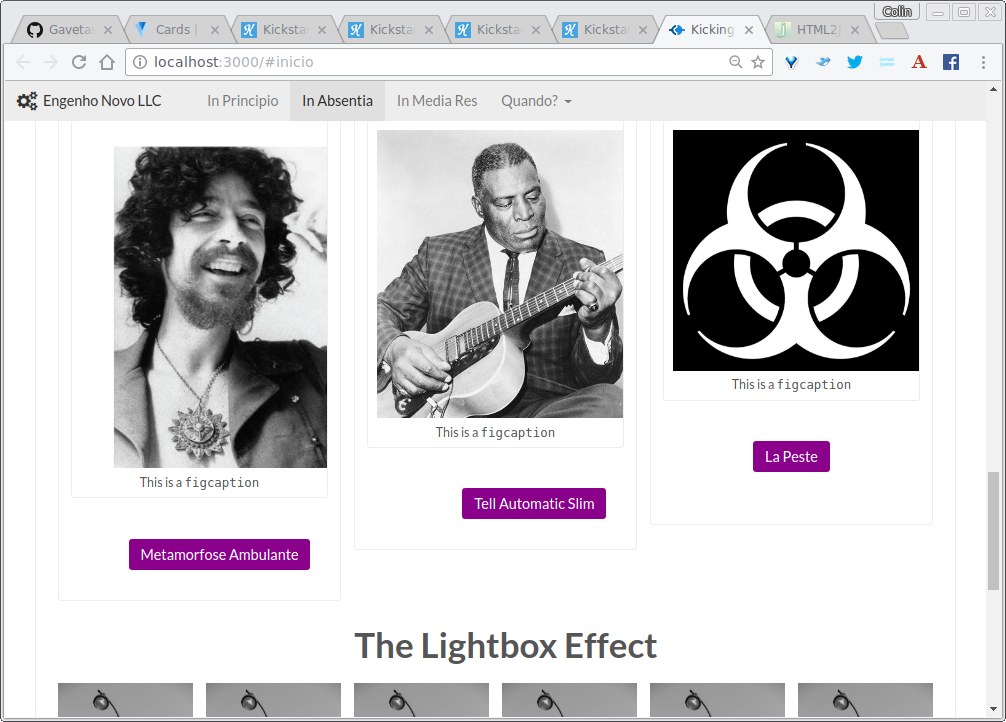 Colin
Gavetas
Cards |
Kicksta
Kicksta
Kicksta
Kicksta
Kicking
HTML2J
localhost:3000/#inicio
Engenho Novo LLC
In Principio
In Absentia
In Media Res
Quando?
This is a figcaption
This is a figcaption
This is a figcaption
La Peste
Tell Automatic Slim
Metamorfose Ambulante
The Lightbox Effect